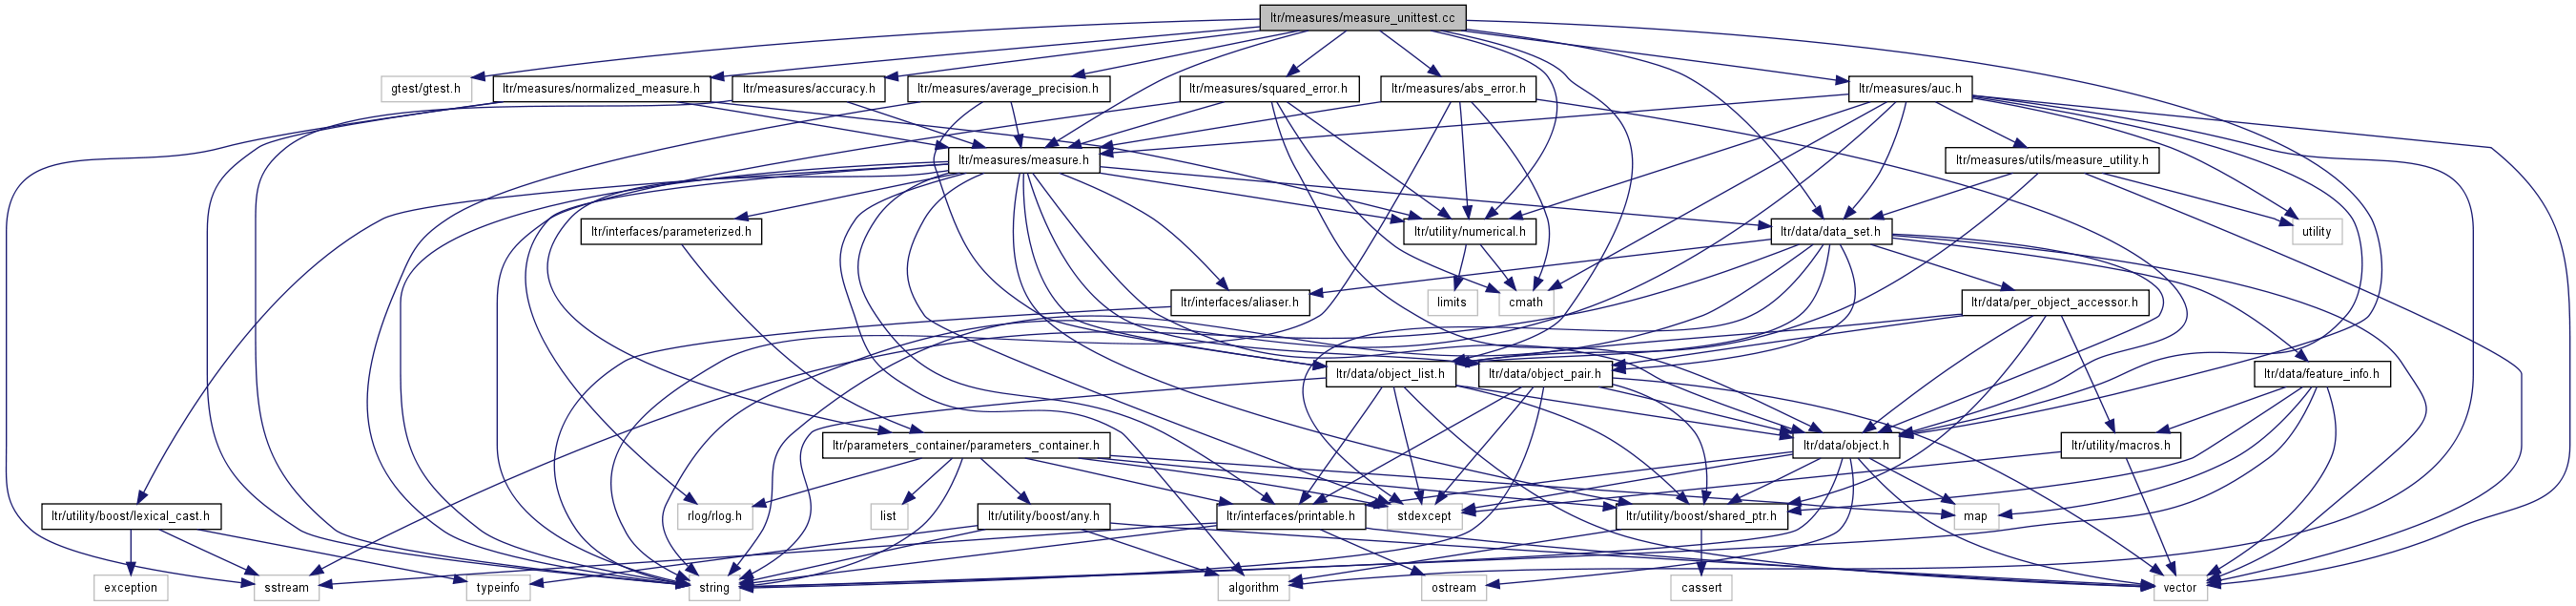 ltr/measures/measure_unittest.cc
gtest/gtest.h
ltr/measures/normalized_measure.h
ltr/measures/accuracy.h
ltr/measures/average_precision.h
ltr/measures/squared_error.h
ltr/measures/abs_error.h
ltr/measures/auc.h
ltr/measures/measure.h
ltr/measures/utils/measure_utility.h
ltr/interfaces/parameterized.h
ltr/utility/numerical.h
ltr/data/data_set.h
utility
ltr/interfaces/aliaser.h
limits
cmath
ltr/data/per_object_accessor.h
ltr/data/object_list.h
ltr/data/object_pair.h
ltr/data/feature_info.h
ltr/parameters_container/parameters_container.h
ltr/data/object.h
ltr/utility/macros.h
ltr/utility/boost/lexical_cast.h
rlog/rlog.h
list
ltr/utility/boost/any.h
ltr/interfaces/printable.h
stdexcept
ltr/utility/boost/shared_ptr.h
map
exception
sstream
typeinfo
string
algorithm
ostream
cassert
vector